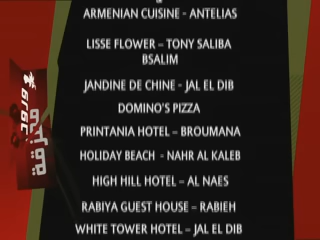 ARMENIAN CUISINE - ANTELIAS
LISSE FLOWER – TONY SALIBA
BSALIM
JANDINE DE CHINE - JAL EL DIB
DOMINO'S PIZZA
PRINTANIA HOTEL – BROUMANA
HOLIDAY BEACH - NAHR AL KALEB
HIGH HILL HOTEL – AL NAES
RABIYA GUEST HOUSE – RABIEH
WHITE TOWER HOTEL – JAL EL DIB